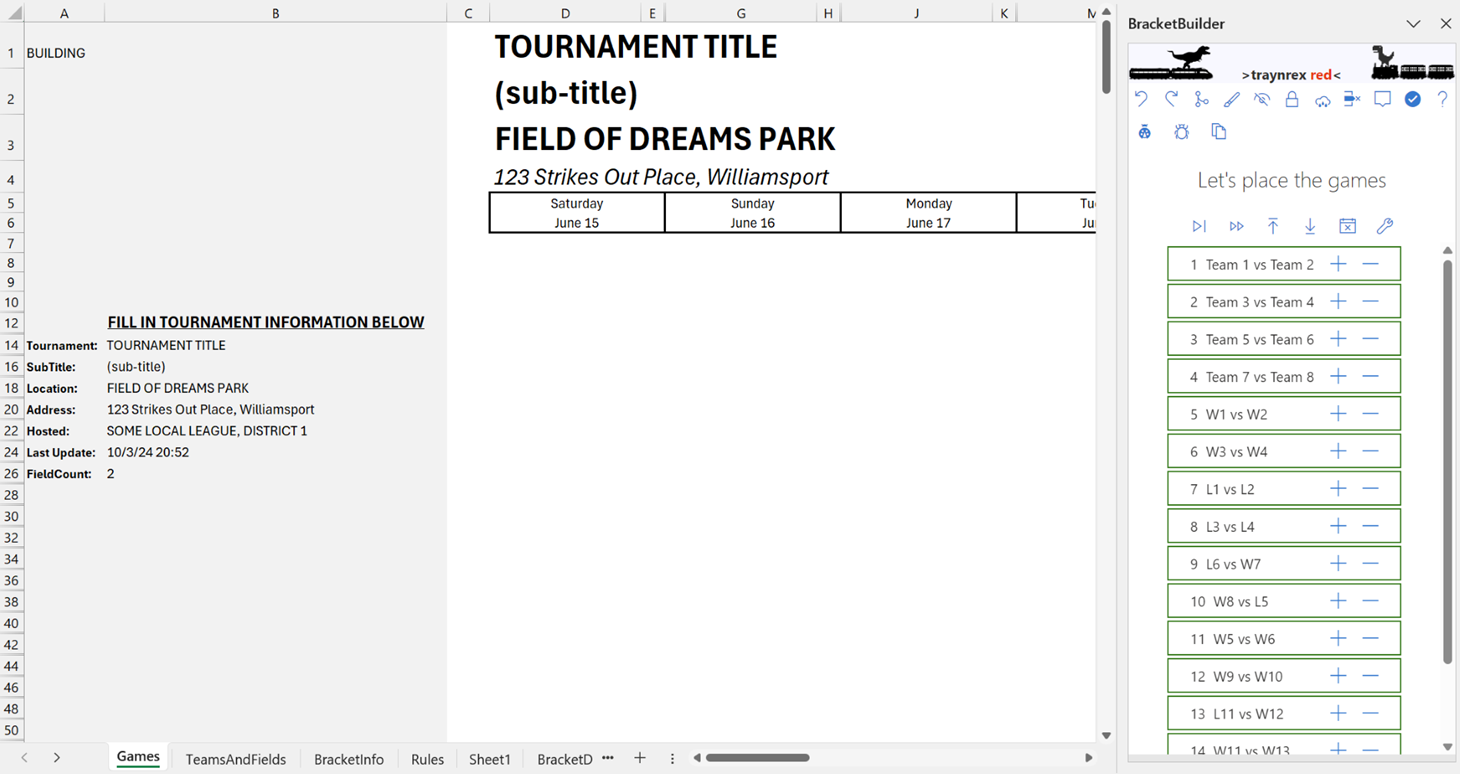 A B C D E G H J K M
BracketBuilder
1 BUILDING
TOURNAMENT TITLE
>traynrex red<
2
(sub-title)
3
FIELD OF DREAMS PARK
4
123 Strikes Out Place, Williamsport
5 Saturday Sunday Monday Tu
6 June 15 June 16 June 17 Ju
7
8
9
10
12 FILL IN TOURNAMENT INFORMATION BELOW
14 Tournament: TOURNAMENT TITLE
16 SubTitle: (sub-title)
18 Location: FIELD OF DREAMS PARK
20 Address: 123 Strikes Out Place, Williamsport
22 Hosted: SOME LOCAL LEAGUE, DISTRICT 1
24 Last Update: 10/3/24 20:52
26 FieldCount: 2
28
30
32
34
36
38
40
42
44
46
48
50
Let's place the games
1 Team 1 vs Team 2
2 Team 3 vs Team 4
3 Team 5 vs Team 6
4 Team 7 vs Team 8
5 W1 vs W2
6 W3 vs W4
7 L1 vs L2
8 L3 vs L4
9 L6 vs W7
10 W8 vs L5
11 W5 vs W6
12 W9 vs W10
13 L11 vs W12
14 W11 vs W13
Games TeamsAndFields BracketInfo Rules Sheet1 BracketD